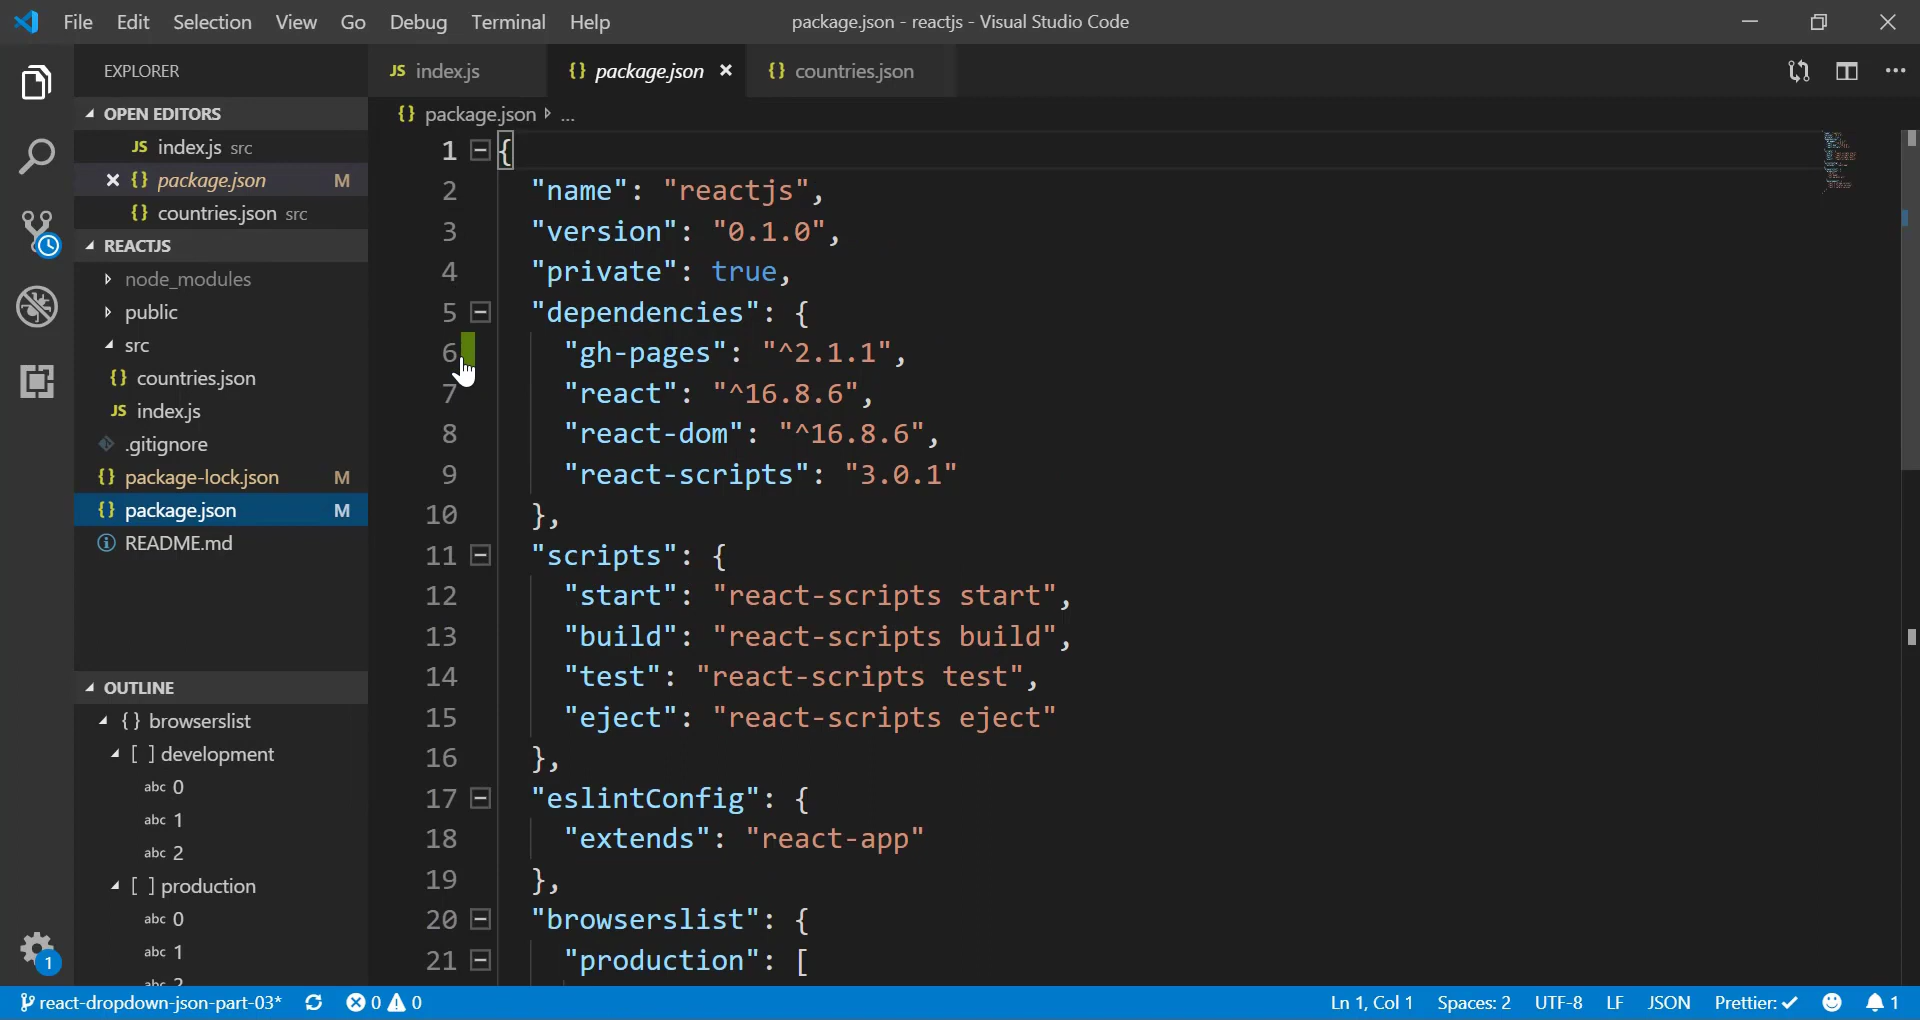 File Edit Selection View Go Debug Terminal Help package.json - reactjs - Visual Studio Code
EXPLORER
OPEN EDITORS
JS index.js src
{} package.json M
{} countries.json src
REACTJS
node_modules
public
src
{} countries.json
JS index.js
.gitignore
{} package-lock.json M
{} package.json M
README.md
OUTLINE
{} browserslist
[ ] development
abc 0
abc 1
abc 2
[ ] production
abc 0
abc 1
abc 2
1
JS index.js {} package.json {} countries.json
{} package.json ...
1 {
2 "name": "reactjs",
3 "version": "0.1.0",
4 "private": true,
5 "dependencies": {
6 "gh-pages": "^2.1.1",
7 "react": "^16.8.6",
8 "react-dom": "^16.8.6",
9 "react-scripts": "3.0.1"
10 },
11 "scripts": {
12 "start": "react-scripts start",
13 "build": "react-scripts build",
14 "test": "react-scripts test",
15 "eject": "react-scripts eject"
16 },
17 "eslintConfig": {
18 "extends": "react-app"
19 },
20 "browserslist": {
21 "production": [
react-dropdown-json-part-03* 0 0 Ln 1, Col 1 Spaces: 2 UTF-8 LF JSON Prettier: ✓ 1